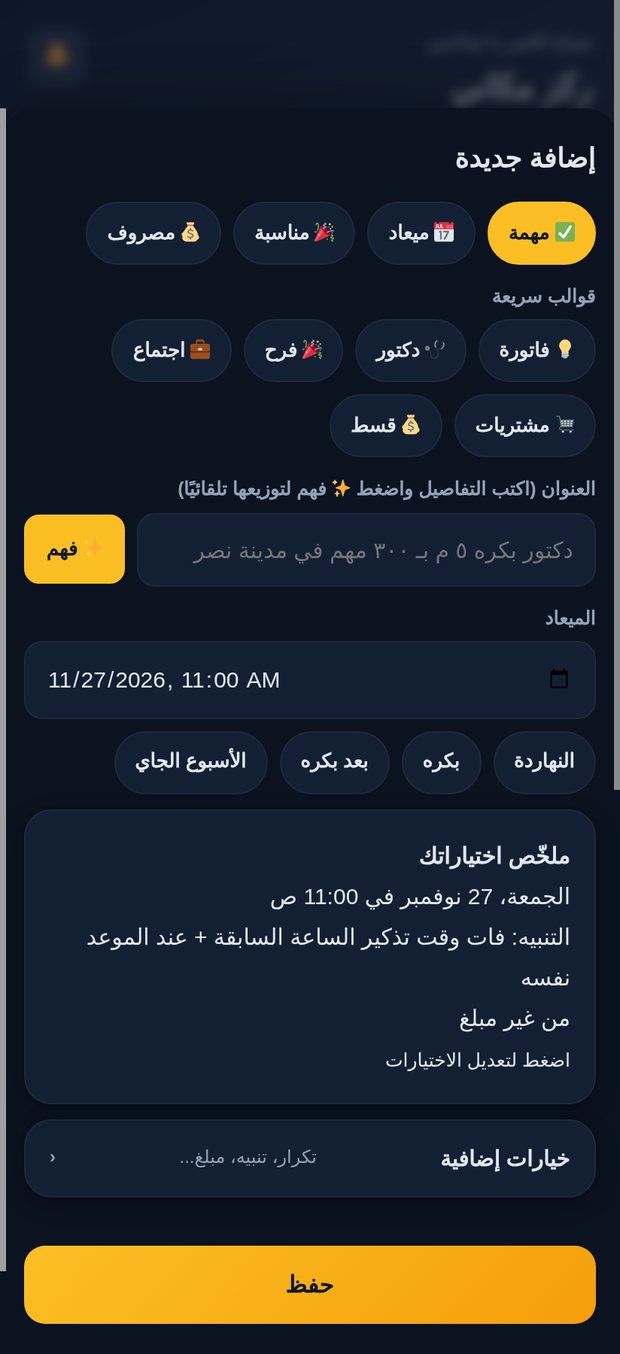 إضافة جديدة
✅ مهمة 📅 ميعاد 🎉 مناسبة 💰 مصروف
قوالب سريعة
💡 فاتورة 🩺 دكتور 🎉 فرح 💼 اجتماع
🛒 مشتريات 💰 قسط
العنوان (اكتب التفاصيل واضغط ✨ فهم لتوزيعها تلقائيًا)
دكتور بكره ٥ م بـ ٣٠٠ مهم في مدينة نصر ✨ فهم
الميعاد
11/27/2026, 11:00 AM
النهاردة بكره بعد بكره الأسبوع الجاي
ملخّص اختياراتك
الجمعة، 27 نوفمبر في 11:00 ص
التنبيه: فات وقت تذكير الساعة السابقة + عند الموعد
نفسه
من غير مبلغ
اضغط لتعديل الاختيارات
خيارات إضافية تكرار، تنبيه، مبلغ... ‹
حفظ